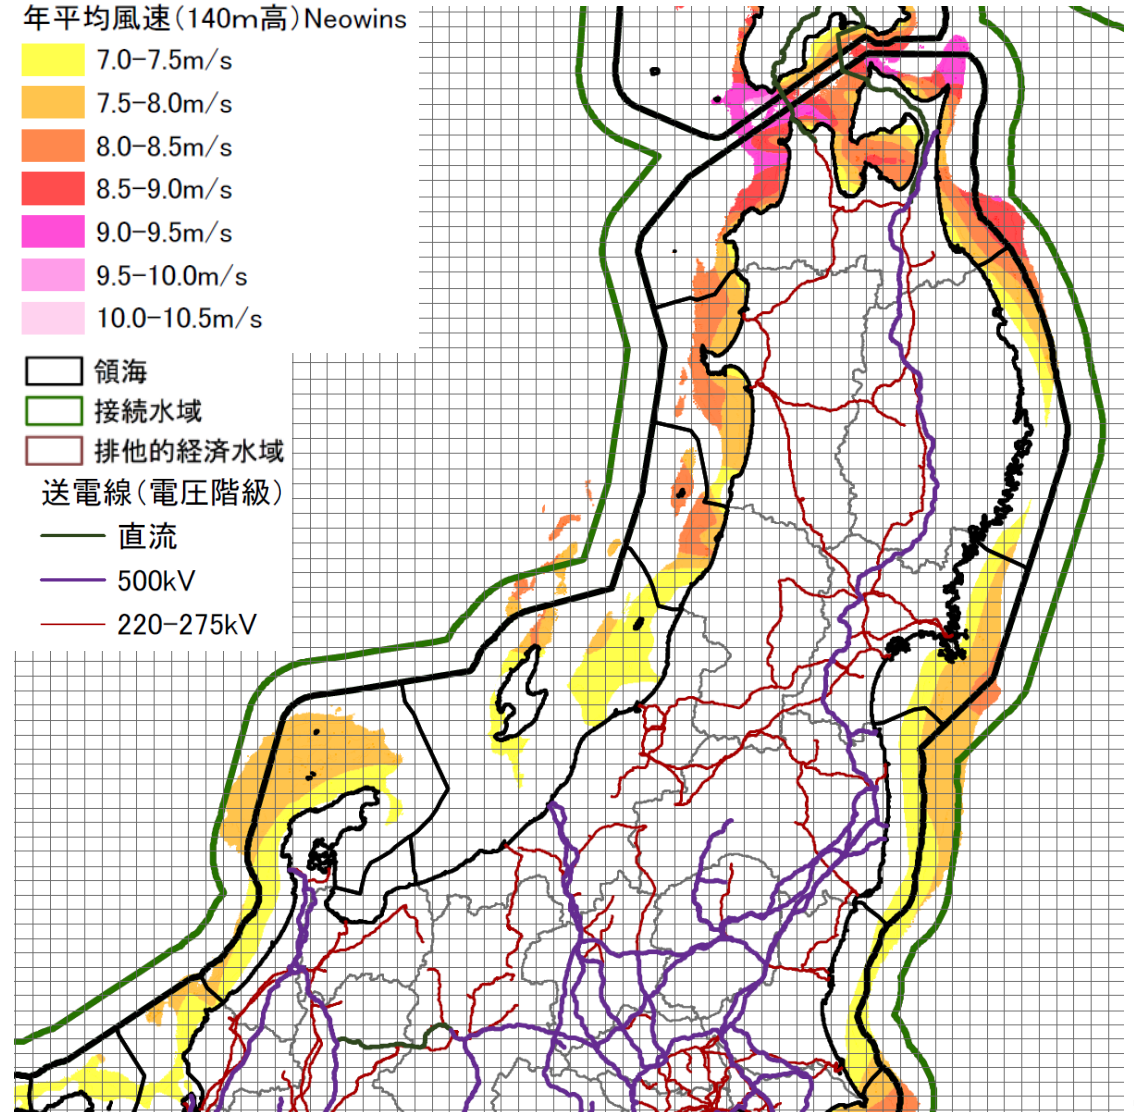 年平均風速(140m高)Neowins
7.0-7.5m/s
7.5-8.0m/s
8.0-8.5m/s
8.5-9.0m/s
9.0-9.5m/s
9.5-10.0m/s
10.0-10.5m/s
領海
接続水域
排他的経済水域
送電線(電圧階級)
直流
500kV
220-275kV